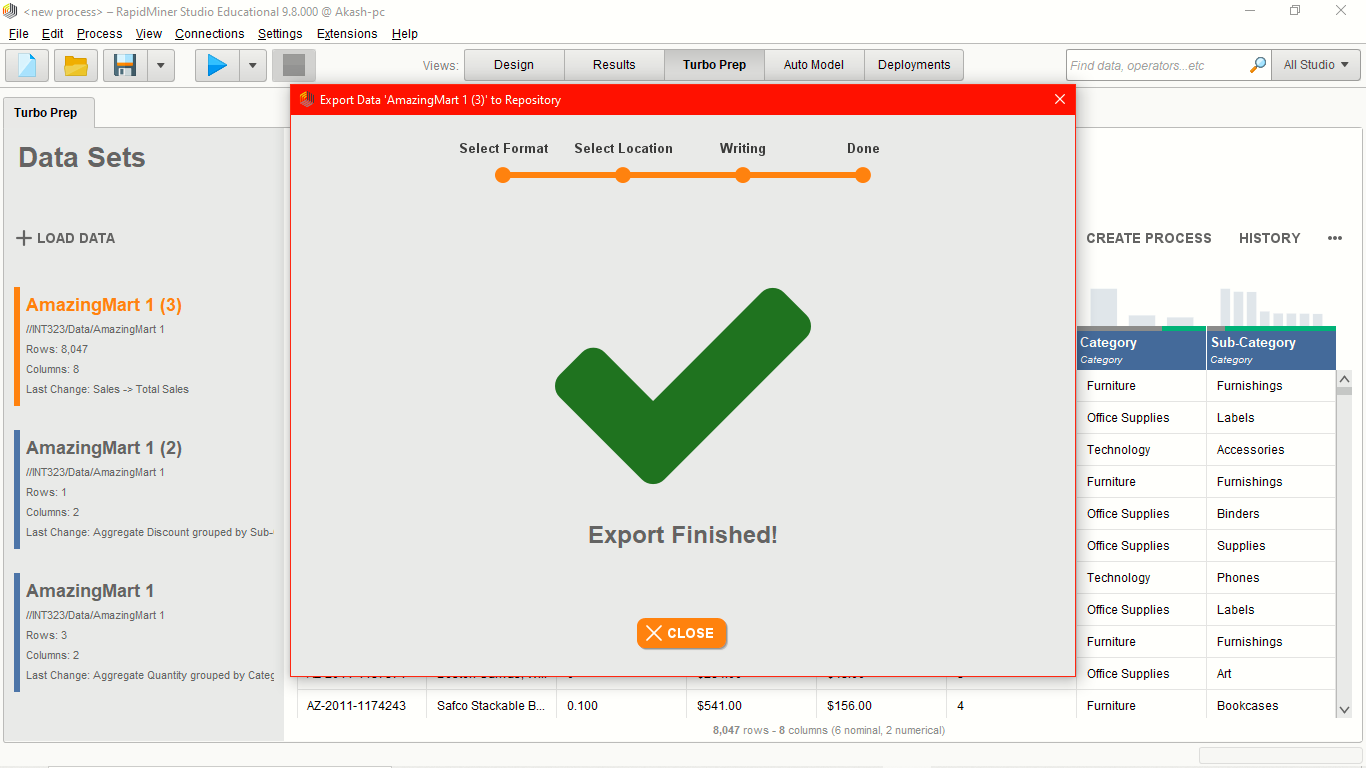 <new process> – RapidMiner Studio Educational 9.8.000 @ Akash-pc
File Edit Process View Connections Settings Extensions Help
Views: Design Results Turbo Prep Auto Model Deployments Find data, operators...etc All Studio
Turbo Prep
Data Sets
LOAD DATA
AmazingMart 1 (3)
//INT323/Data/AmazingMart 1
Rows: 8,047
Columns: 8
Last Change: Sales -> Total Sales
AmazingMart 1 (2)
//INT323/Data/AmazingMart 1
Rows: 1
Columns: 2
Last Change: Aggregate Discount grouped by Sub-
AmazingMart 1
//INT323/Data/AmazingMart 1
Rows: 3
Columns: 2
Last Change: Aggregate Quantity grouped by Categ
Export Data 'AmazingMart 1 (3)' to Repository
Select Format Select Location Writing Done
Export Finished!
CLOSE
CREATE PROCESS HISTORY •••
Category Sub-Category
Category Category
Furniture Furnishings
Office Supplies Labels
Technology Accessories
Furniture Furnishings
Office Supplies Binders
Office Supplies Supplies
Technology Phones
Office Supplies Labels
Furniture Furnishings
Office Supplies Art
AZ-2011-1174243 Safco Stackable B... 0.100 $541.00 $156.00 4 Furniture Bookcases
8,047 rows - 8 columns (6 nominal, 2 numerical)